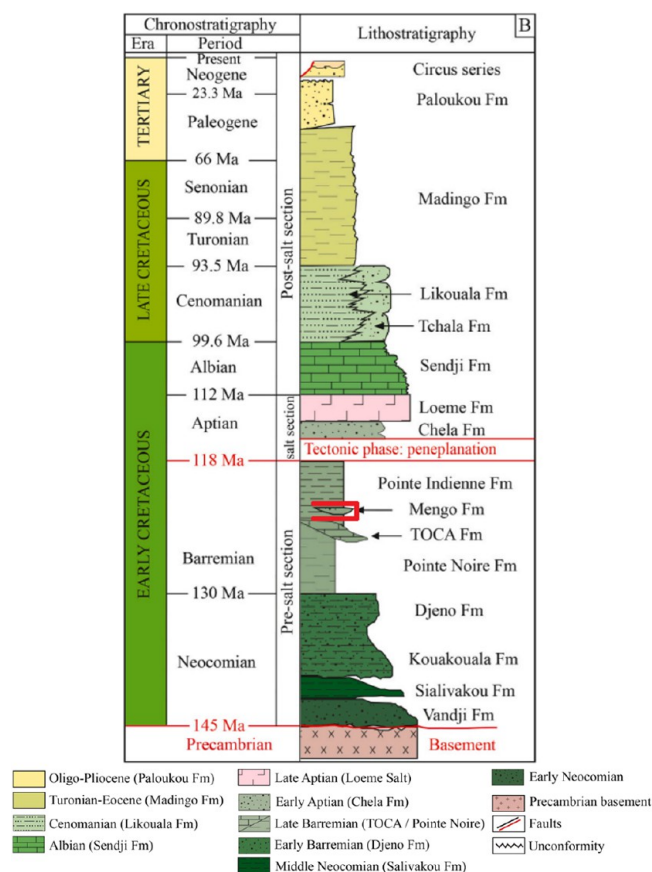 Chronostratigraphy
Lithostratigraphy
B
Era
Period
Present
Neogene
Circus series
23.3 Ma
Paloukou Fm
TERTIARY
Paleogene
66 Ma
Senonian
Madingo Fm
89.8 Ma
Turonian
LATE CRETACEOUS
Post-salt section
93.5 Ma
Likouala Fm
Cenomanian
Tchala Fm
99.6 Ma
Albian
Sendji Fm
112 Ma
Loeme Fm
Aptian
salt section
Chela Fm
Tectonic phase: peneplanation
118 Ma
Pointe Indienne Fm
Mengo Fm
EARLY CRETACEOUS
TOCA Fm
Barremian
Pre-salt section
Pointe Noire Fm
130 Ma
Djeno Fm
Neocomian
Kouakouala Fm
Sialivakou Fm
Vandji Fm
145 Ma
Precambrian
Basement
Oligo-Pliocene (Paloukou Fm)
Late Aptian (Loeme Salt)
Early Neocomian
Turonian-Eocene (Madingo Fm)
Early Aptian (Chela Fm)
Precambrian basement
Cenomanian (Likouala Fm)
Late Barremian (TOCA / Pointe Noire)
Faults
Albian (Sendji Fm)
Early Barremian (Djeno Fm)
Unconformity
Middle Neocomian (Salivakou Fm)